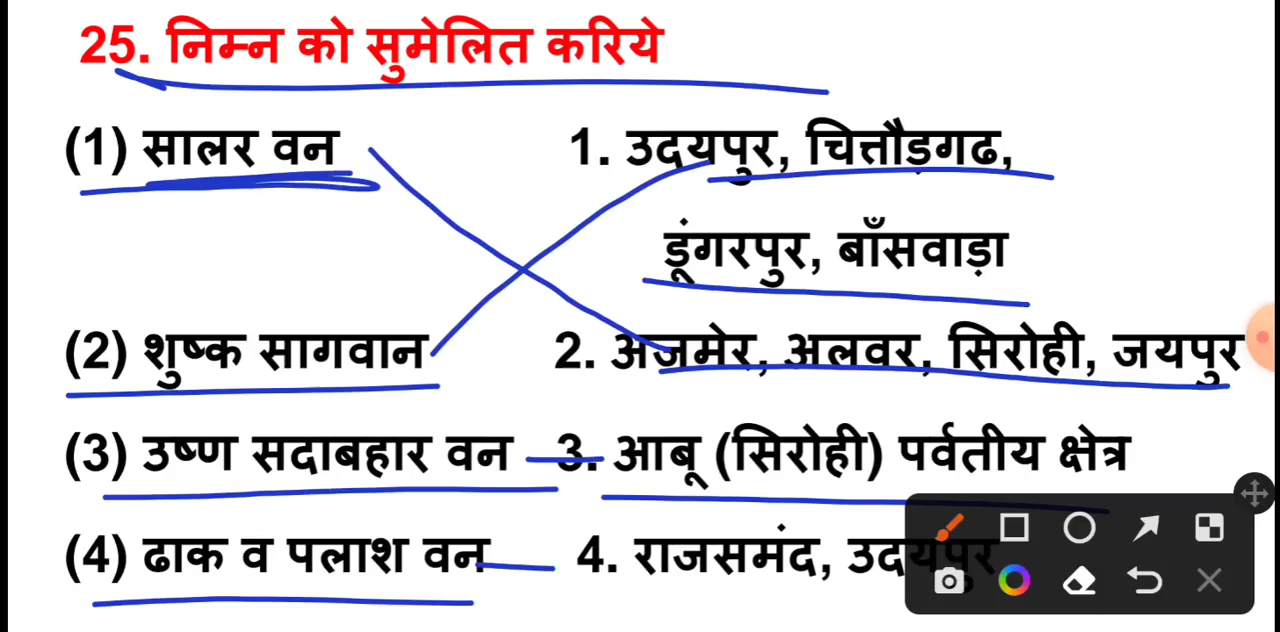 25. निम्न को सुमेलित करिये
(1) सालर वन 1. उदयपुर, चित्तौड़गढ,
डूंगरपुर, बाँसवाड़ा
(2) शुष्क सागवान 2. अजमेर, अलवर, सिरोही, जयपुर
(3) उष्ण सदाबहार वन 3. आबू (सिरोही) पर्वतीय क्षेत्र
(4) ढाक व पलाश वन 4. राजसमंद, उदयपुर